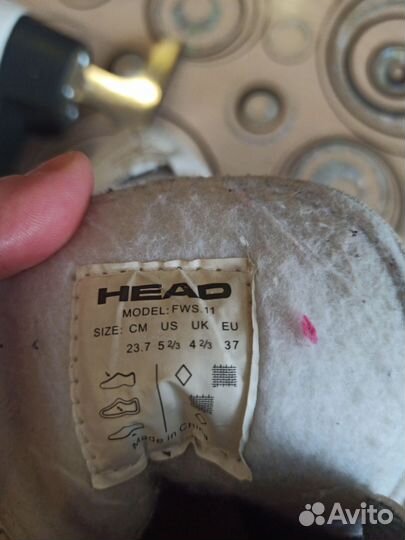 HEAD
MODEL: FWS.11
SIZE: CM US UK EU
23.7 5 2/3 4 2/3 37
Made in China
Avito